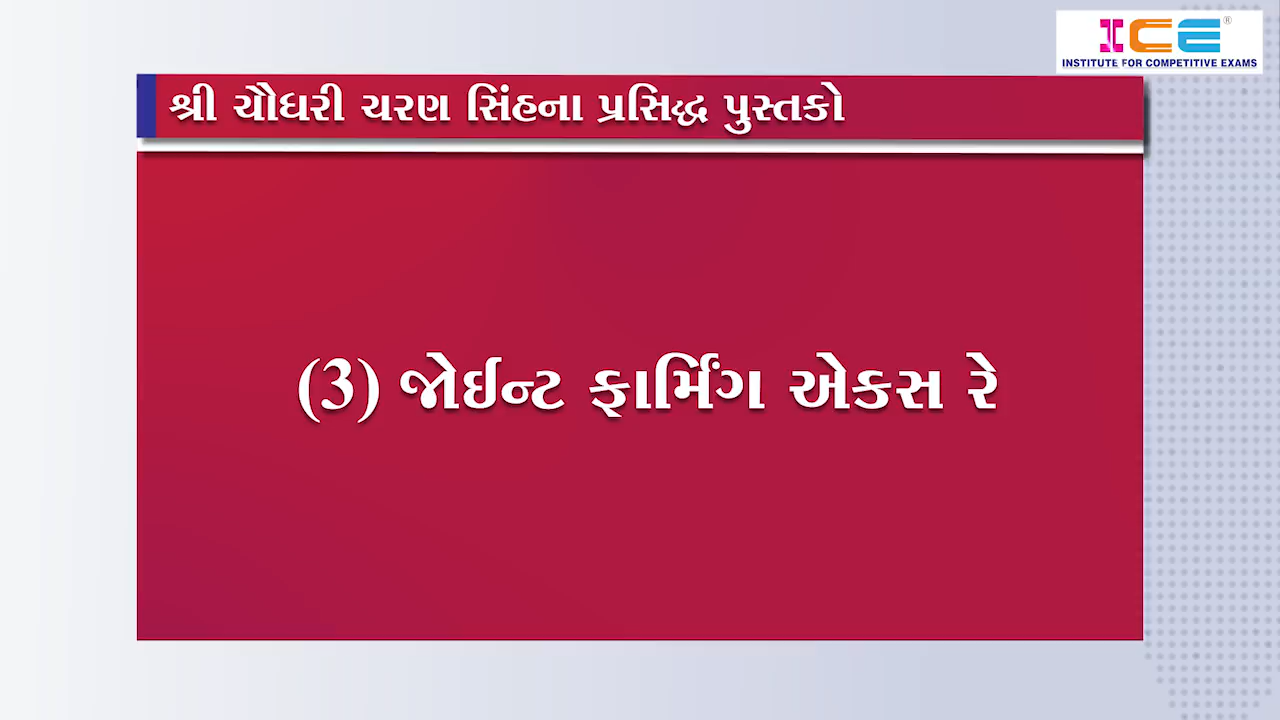 ICE®
INSTITUTE FOR COMPETITIVE EXAMS
શ્રી ચૌધરી ચરણ સિંહના પ્રસિદ્ધ પુસ્તકો
(3) જોઈન્ટ ફાર્મિંગ એકસ રે